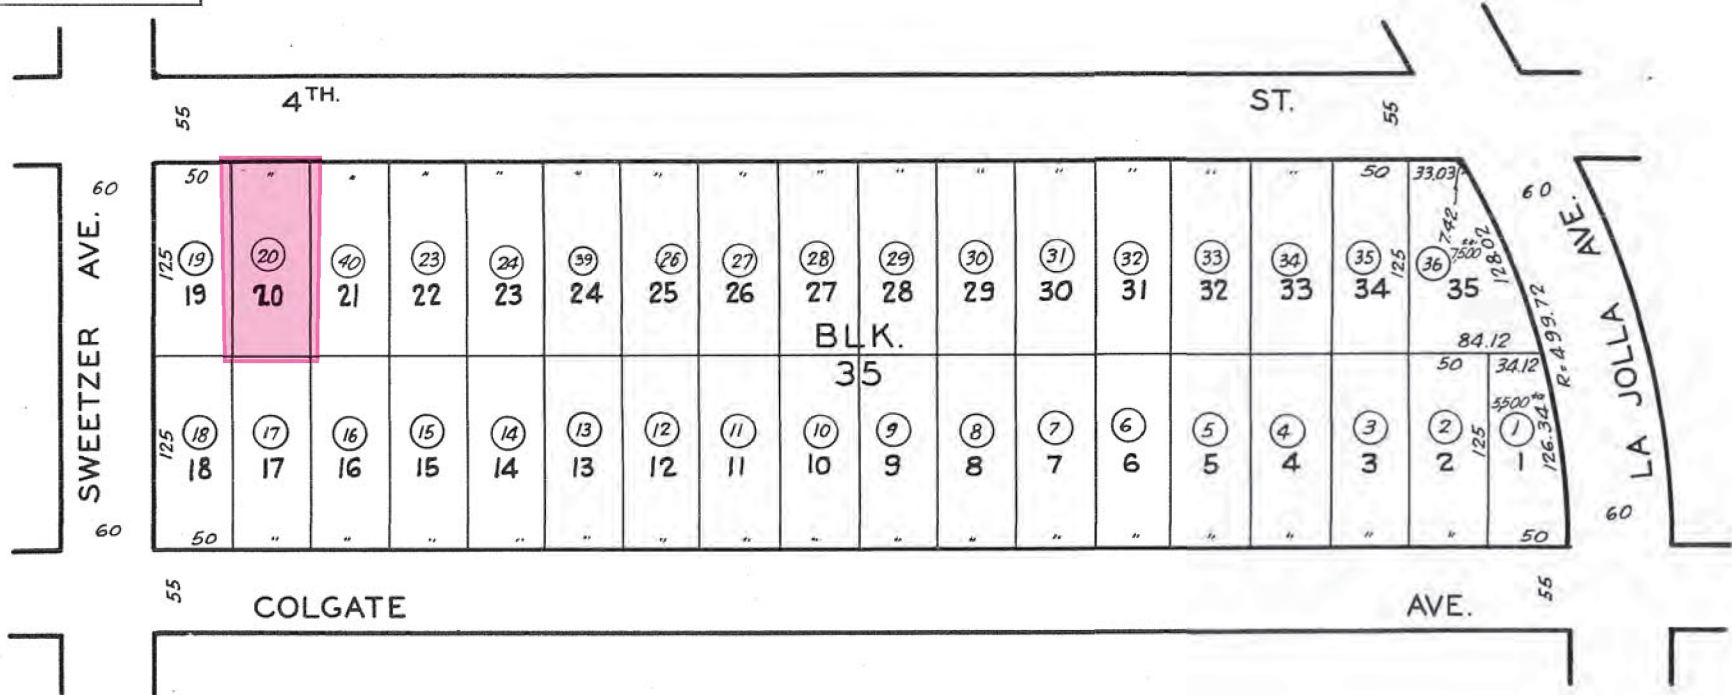 4TH. ST.
55 55
SWEETZER AVE.
60
60
50 " " " " " " " " " " " " " " 50 33.03
7.42
60
LA JOLLA AVE.
125 19 20 40 23 24 39 26 27 28 29 30 31 32 33 34 35 125 36 7,500 128.02
19 20 21 22 23 24 25 26 27 28 29 30 31 32 33 34 35
BLK.
35
84.12
R=499.72
50 34.12
5,500
125 18 17 16 15 14 13 12 11 10 9 8 7 6 5 4 3 2 125 1 126.34
18 17 16 15 14 13 12 11 10 9 8 7 6 5 4 3 2 1
60
50 " " " " " " " " " " " " " " " " 50
55 55
COLGATE AVE.